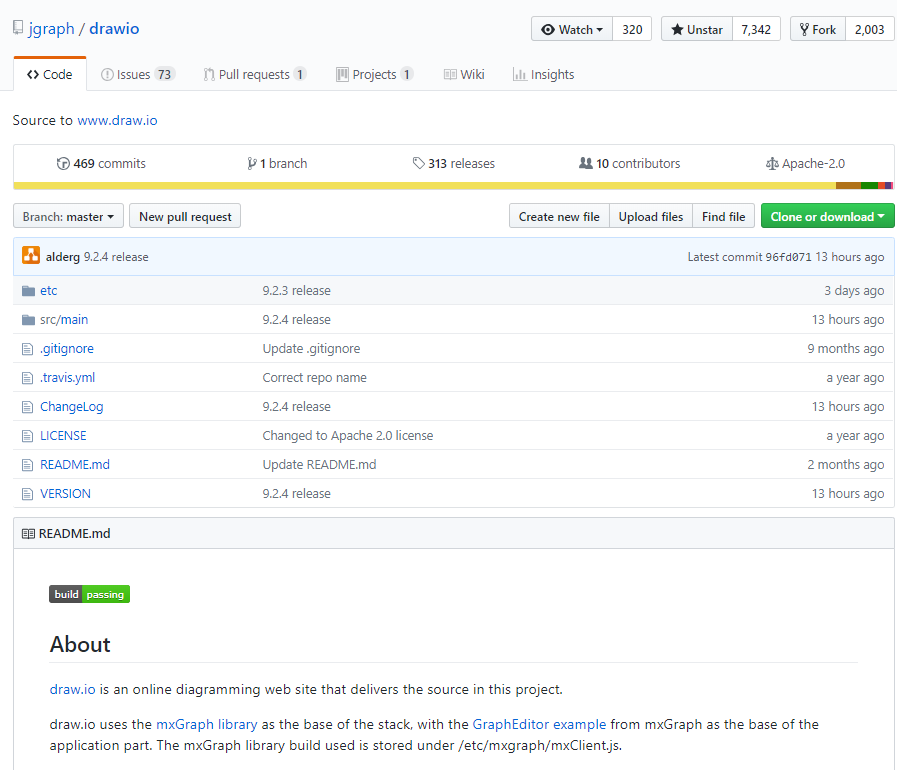 jgraph / drawio Watch 320 Unstar 7,342 Fork 2,003
Code Issues 73 Pull requests 1 Projects 1 Wiki Insights
Source to www.draw.io
469 commits 1 branch 313 releases 10 contributors Apache-2.0
Branch: master New pull request Create new file Upload files Find file Clone or download
alderg 9.2.4 release Latest commit 96fd071 13 hours ago
etc 9.2.3 release 3 days ago
src/main 9.2.4 release 13 hours ago
.gitignore Update .gitignore 9 months ago
.travis.yml Correct repo name a year ago
ChangeLog 9.2.4 release 13 hours ago
LICENSE Changed to Apache 2.0 license a year ago
README.md Update README.md 2 months ago
VERSION 9.2.4 release 13 hours ago
README.md
build passing
About
draw.io is an online diagramming web site that delivers the source in this project.
draw.io uses the mxGraph library as the base of the stack, with the GraphEditor example from mxGraph as the base of the
application part. The mxGraph library build used is stored under /etc/mxgraph/mxClient.js.